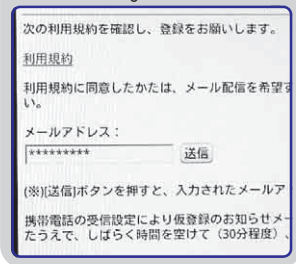 次の利用規約を確認し、登録をお願いします。
利用規約
利用規約に同意したかたは、メール配信を希望す
い。
メールアドレス：
*********
送信
(※)[送信]ボタンを押すと、入力されたメールア
携帯電話の受信設定により仮登録のお知らせメー
たうえで、しばらく時間を空けて（30分程度）、